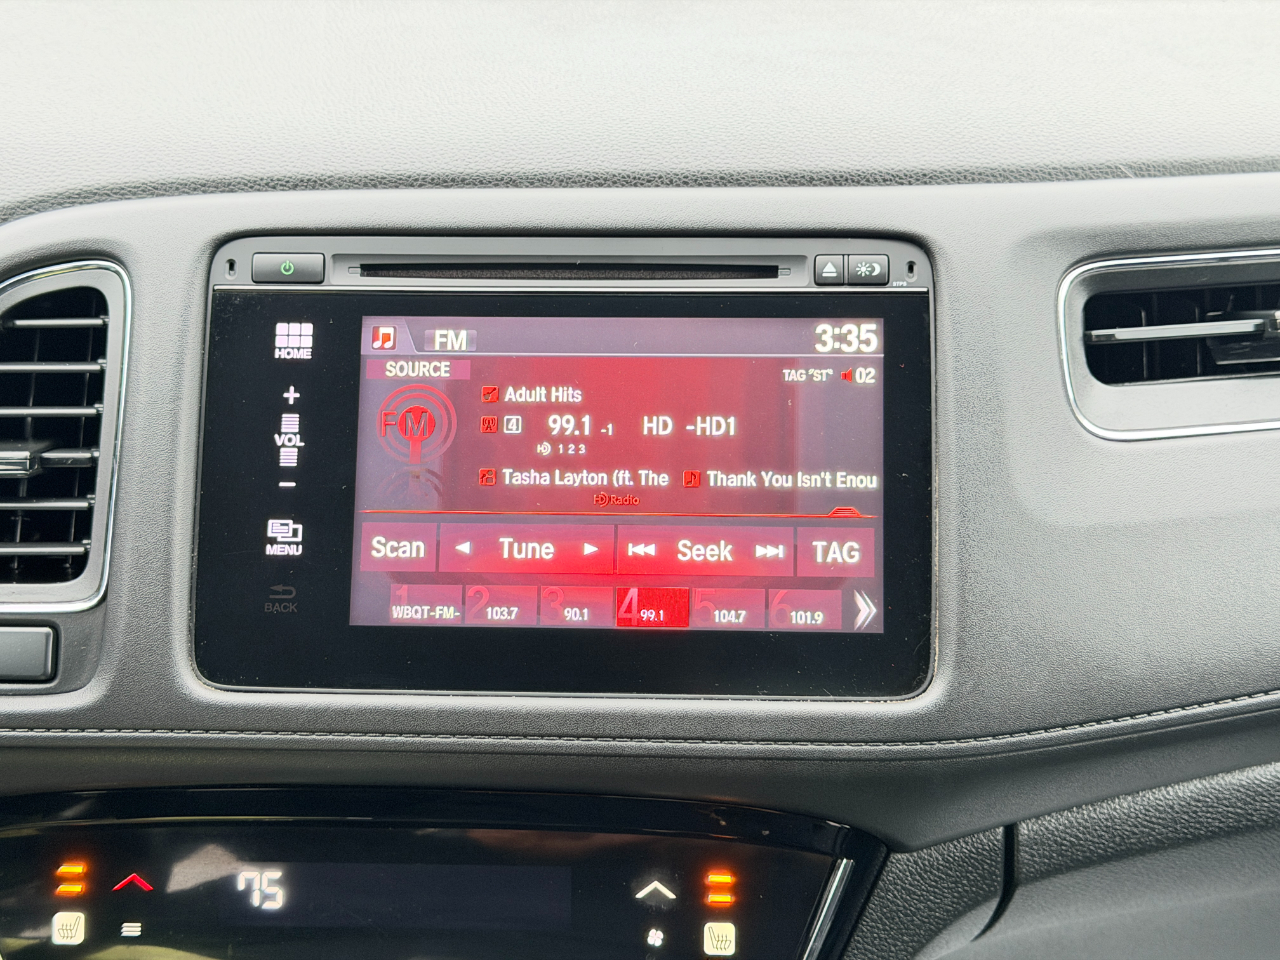 HOME
+
VOL
−
MENU
BACK
FM
3:35
SOURCE
TAG "ST" 02
FM
Adult Hits
4 99.1 -1 HD -HD1
HD 1 2 3
Tasha Layton (ft. The Thank You Isn't Enou
HD Radio
Scan Tune Seek TAG
1 WBQT-FM- 2 103.7 3 90.1 4 99.1 5 104.7 6 101.9
75